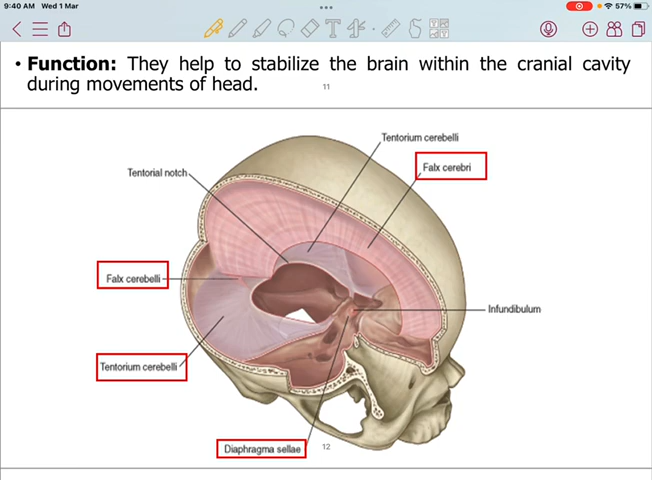 9:40 AM Wed 1 Mar
57%
• Function: They help to stabilize the brain within the cranial cavity
during movements of head.
11
Tentorium cerebelli
Falx cerebri
Tentorial notch
Falx cerebelli
Infundibulum
Tentorium cerebelli
Diaphragma sellae
12